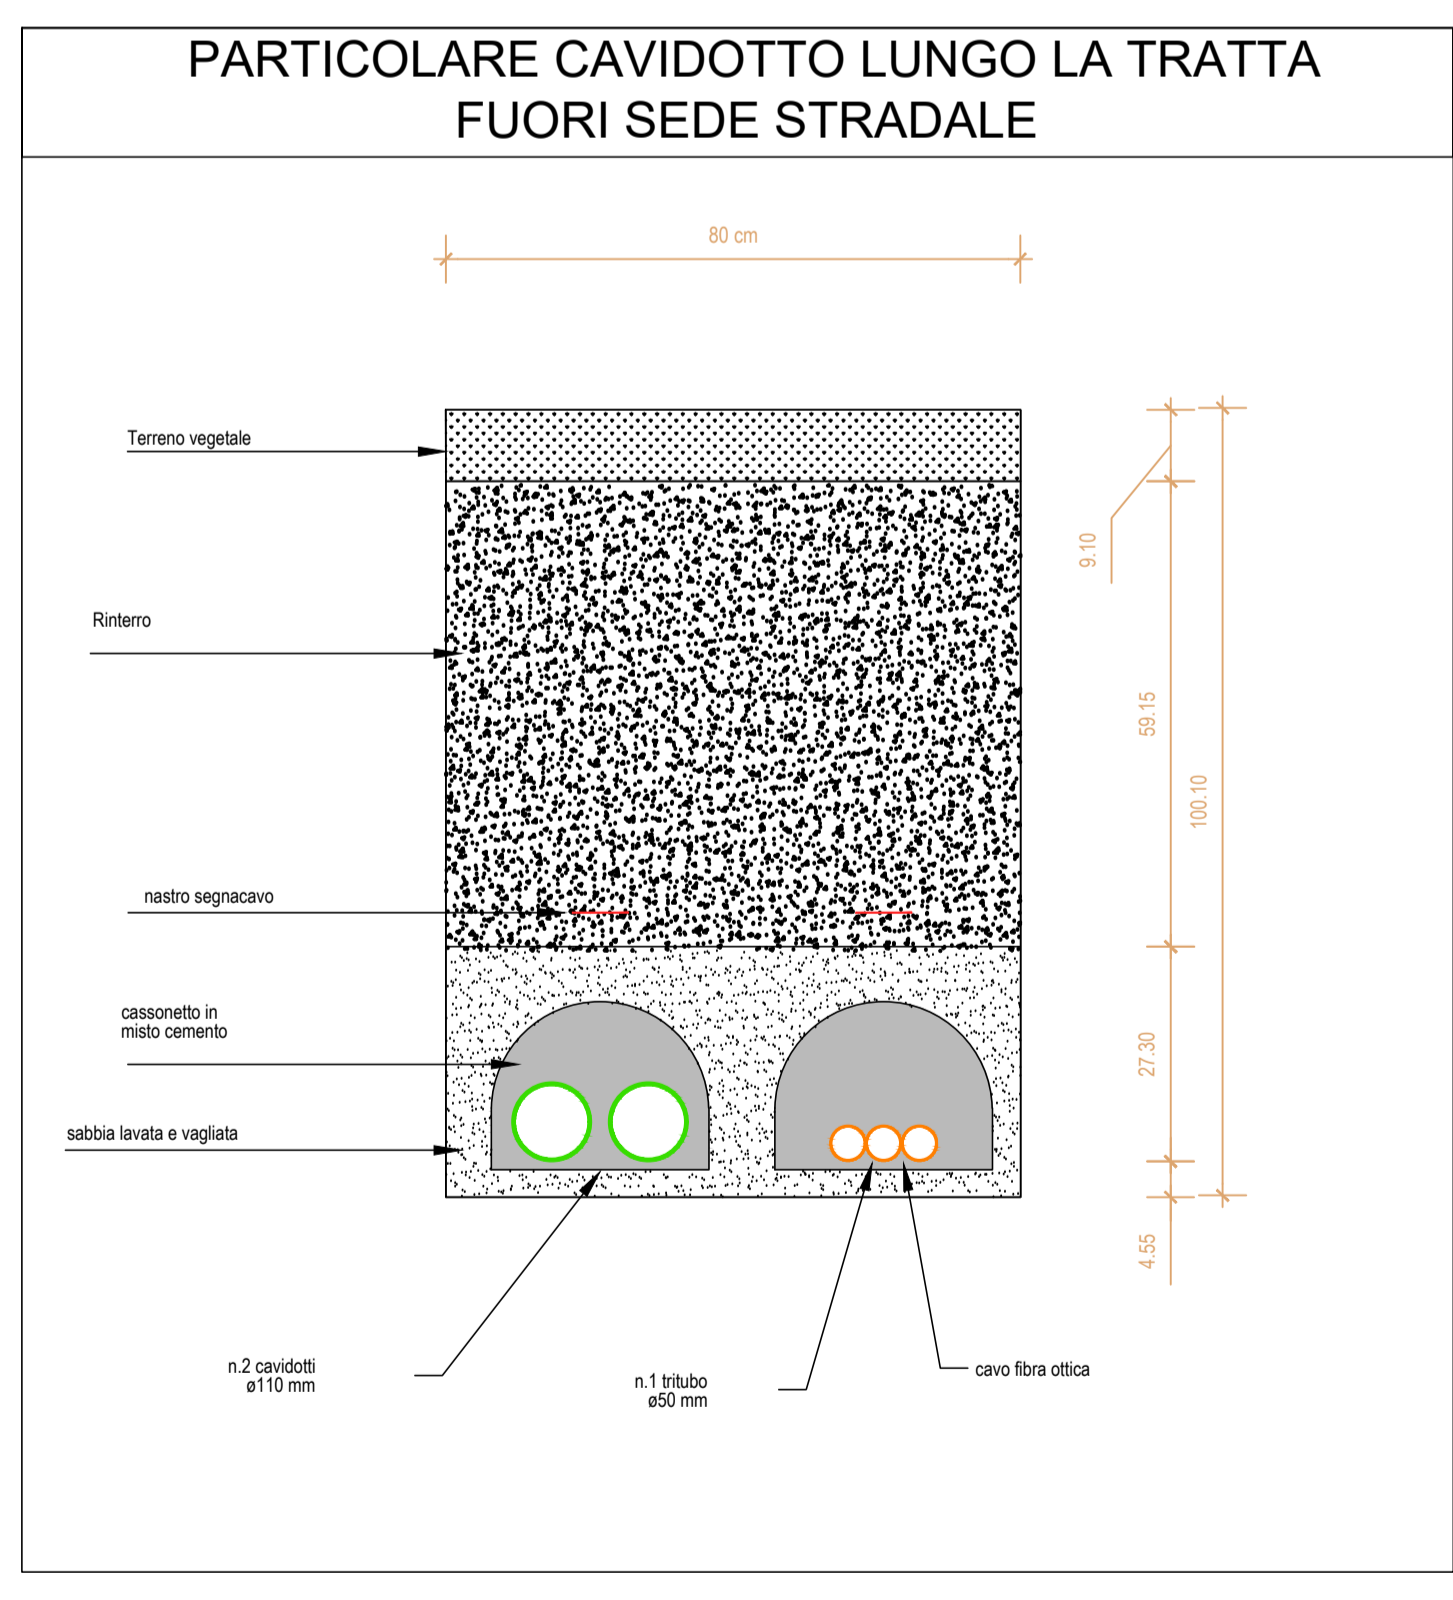 PARTICOLARE CAVIDOTTO LUNGO LA TRATTA
FUORI SEDE STRADALE
80 cm
Terreno vegetale
9.10
Rinterro
59.15
100.10
nastro segnacavo
cassonetto in
misto cemento
27.30
sabbia lavata e vagliata
4.55
n.2 cavidotti
ø110 mm
n.1 tritubo
ø50 mm
cavo fibra ottica